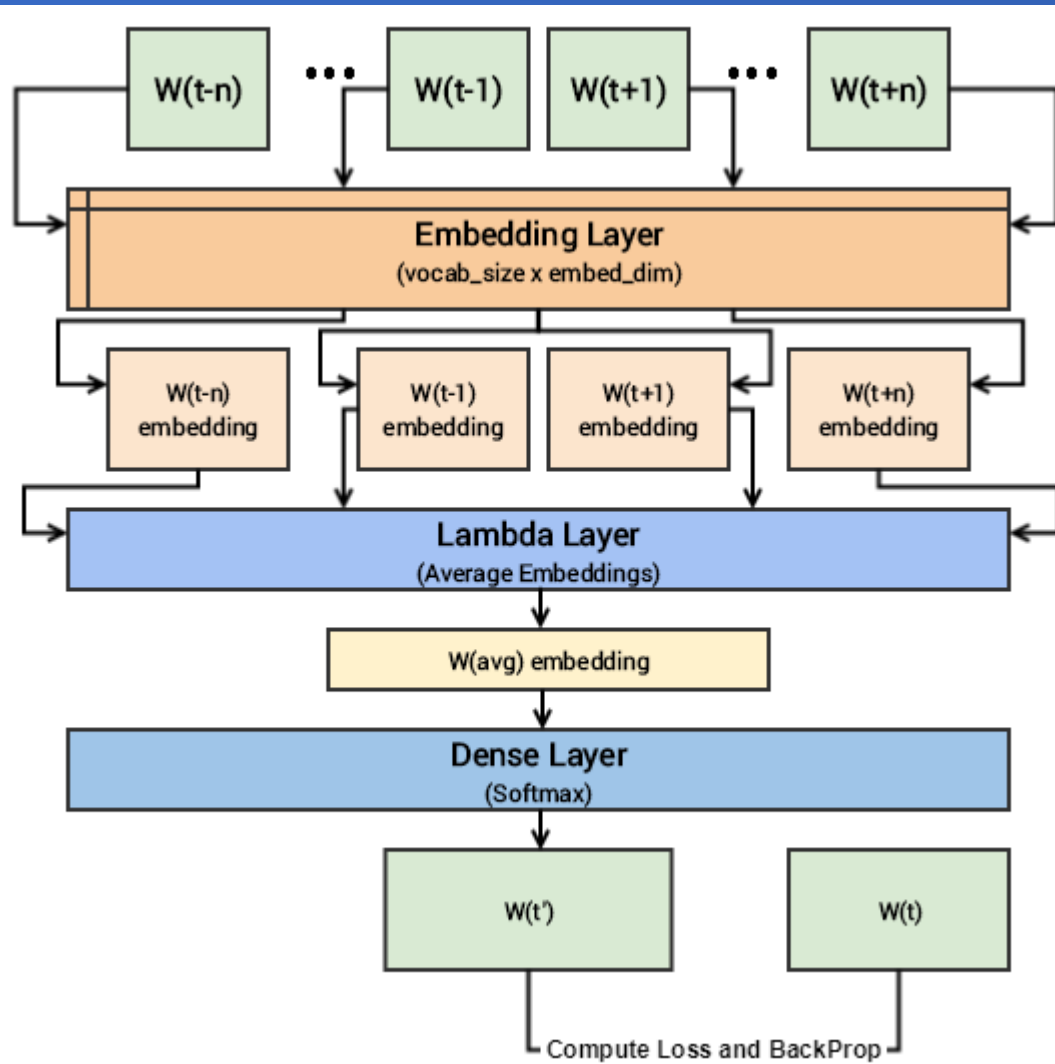 W(t-n) ••• W(t-1) W(t+1) ••• W(t+n)
Embedding Layer
(vocab_size x embed_dim)
W(t-n)
embedding
W(t-1)
embedding
W(t+1)
embedding
W(t+n)
embedding
Lambda Layer
(Average Embeddings)
W(avg) embedding
Dense Layer
(Softmax)
W(t') W(t)
Compute Loss and BackProp